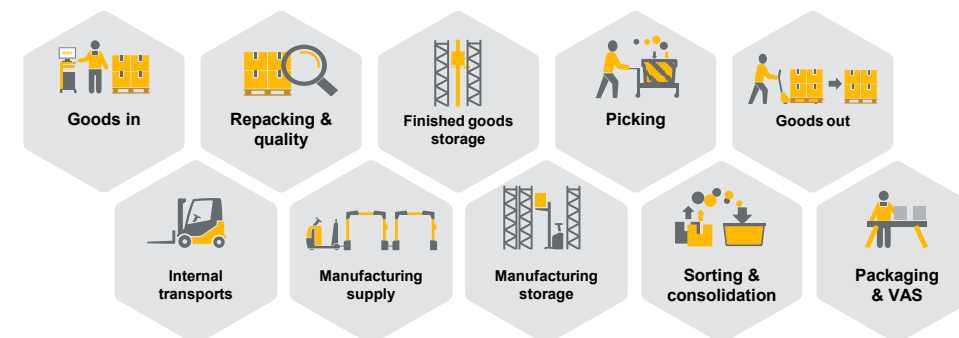 Goods in
Repacking &
quality
Finished goods
storage
Picking
Goods out
Internal
transports
Manufacturing
supply
Manufacturing
storage
Sorting &
consolidation
Packaging
& VAS